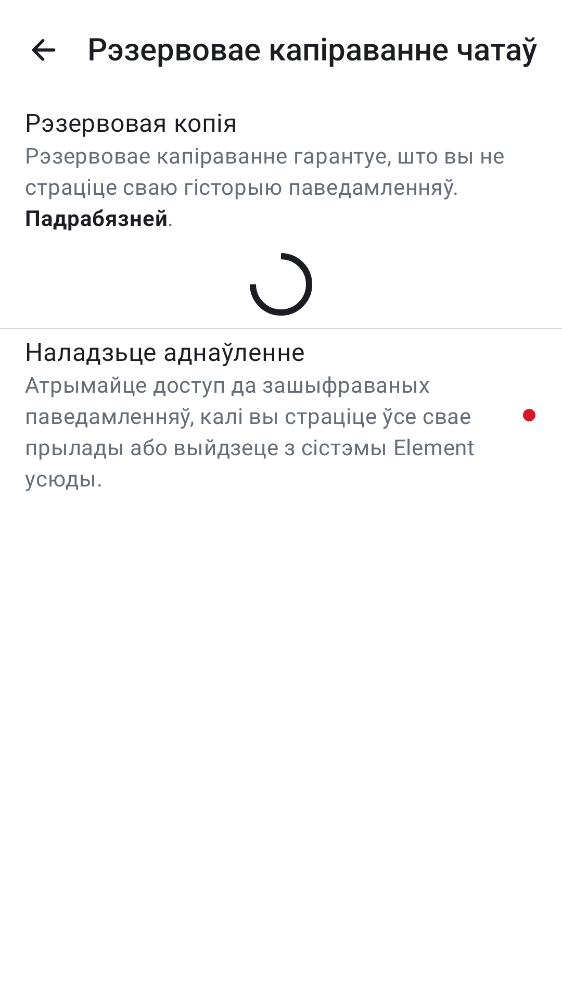 Рэзервовае капіраванне чатаў
Рэзервовая копія
Рэзервовае капіраванне гарантуе, што вы не
страціце сваю гісторыю паведамленняў.
Падрабязней.
Наладзьце аднаўленне
Атрымайце доступ да зашыфраваных
паведамленняў, калі вы страціце ўсе свае
прылады або выйдзеце з сістэмы Element
усюды.